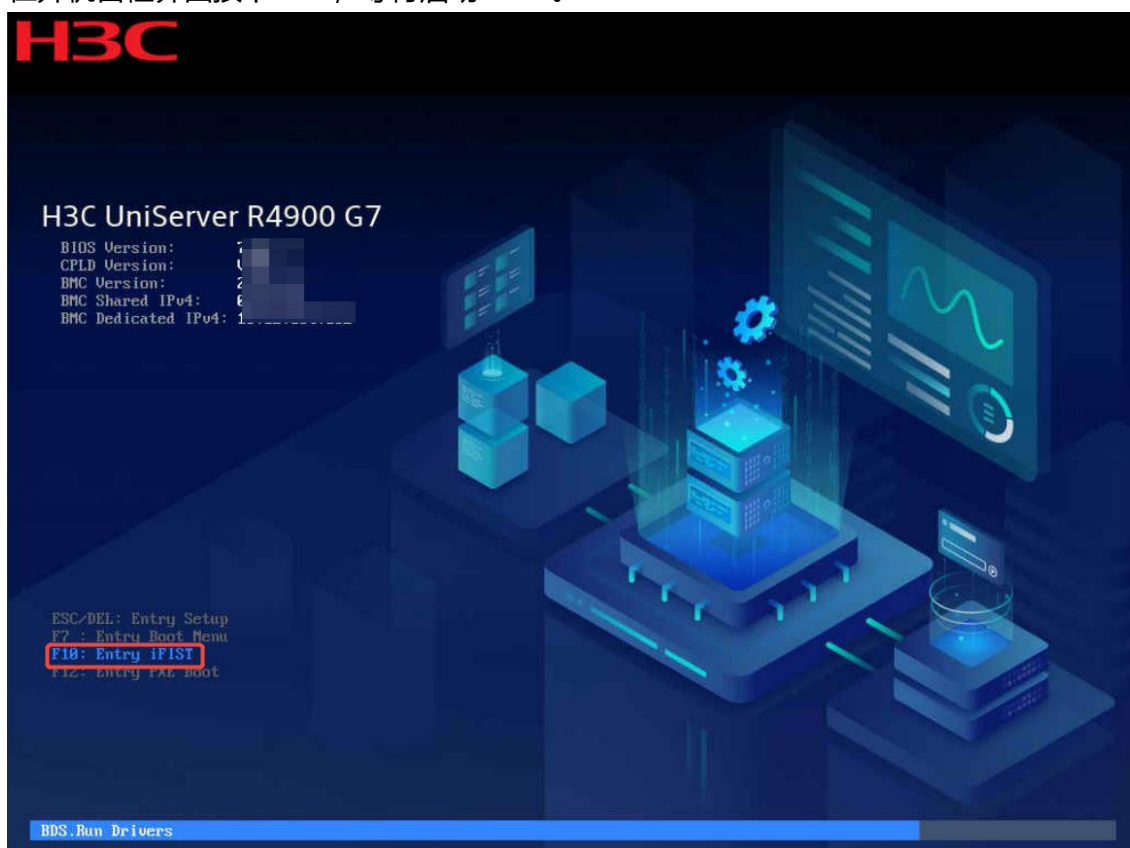 H3C
H3C UniServer R4900 G7
BIOS Version:
CPLD Version:
BMC Version:
BMC Shared IPv4:
BMC Dedicated IPv4:
ESC/DEL: Entry Setup
F7 : Entry Boot Menu
F10: Entry iFIST
F12: Entry PXE Boot
BDS.Run Drivers